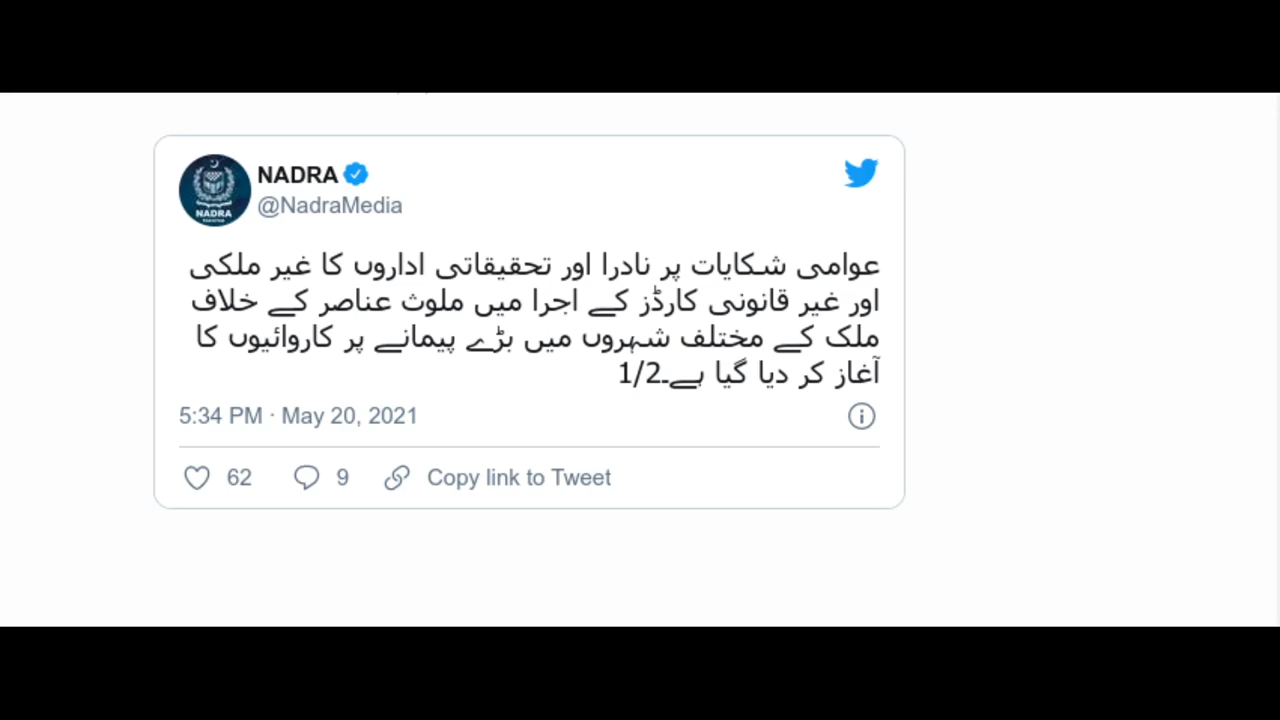 NADRA
@NadraMedia
NADRA
PAKISTAN
عوامی شکایات پر نادرا اور تحقیقاتی اداروں کا غیر ملکی
اور غیر قانونی کارڈز کے اجرا میں ملوث عناصر کے خلاف
ملک کے مختلف شہروں میں بڑے پیمانے پر کاروائیوں کا
آغاز کر دیا گیا ہے۔1/2
5:34 PM · May 20, 2021
62 9 Copy link to Tweet